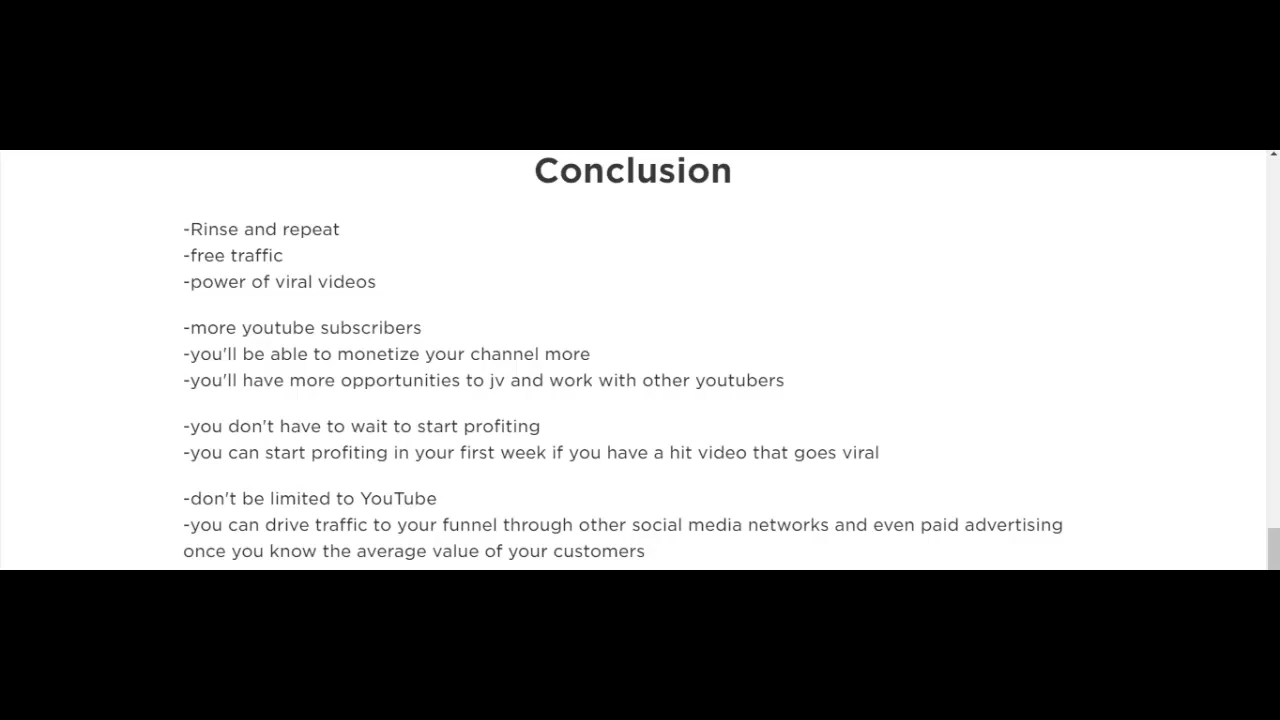 Conclusion
-Rinse and repeat
-free traffic
-power of viral videos
-more youtube subscribers
-you'll be able to monetize your channel more
-you'll have more opportunities to jv and work with other youtubers
-you don't have to wait to start profiting
-you can start profiting in your first week if you have a hit video that goes viral
-don't be limited to YouTube
-you can drive traffic to your funnel through other social media networks and even paid advertising
once you know the average value of your customers